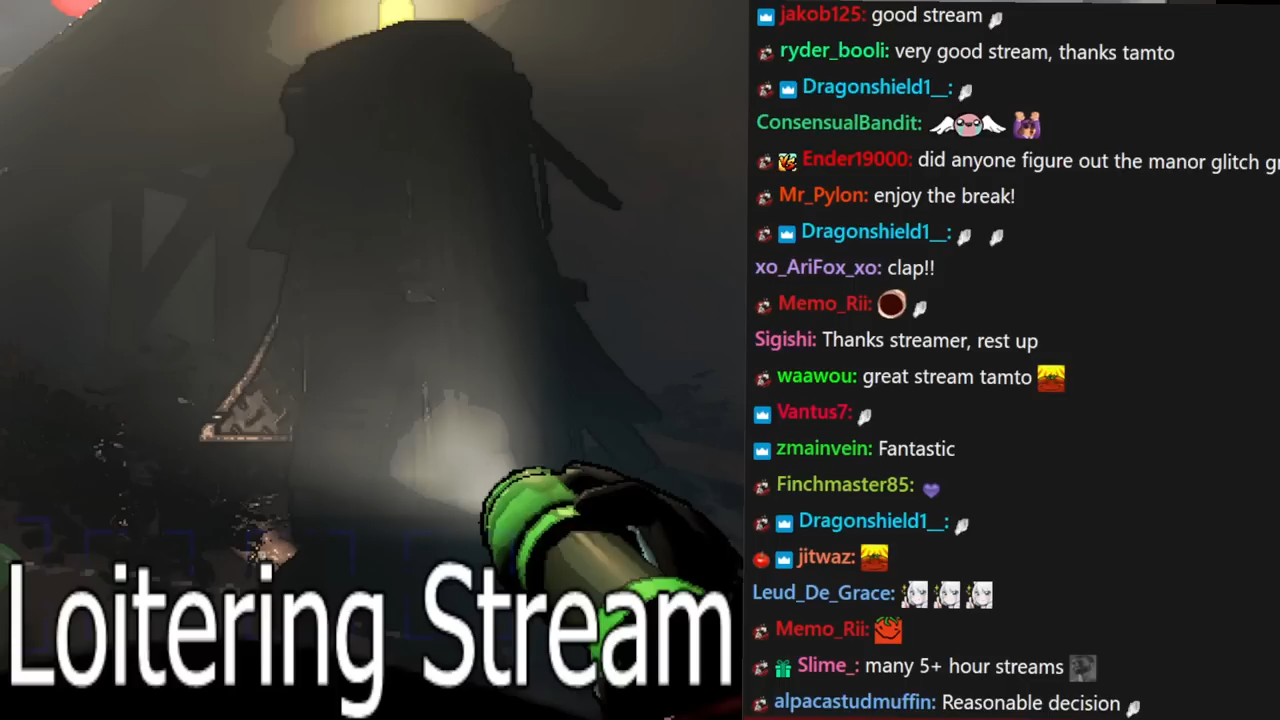 jakob125: good stream
ryder_booli: very good stream, thanks tamto
Dragonshield1__:
ConsensualBandit:
Ender19000: did anyone figure out the manor glitch
Mr_Pylon: enjoy the break!
Dragonshield1__:
xo_AriFox_xo: clap!!
Memo_Rii:
Sigishi: Thanks streamer, rest up
waawou: great stream tamto
Vantus7:
zmainvein: Fantastic
Finchmaster85:
Dragonshield1__:
jitwaz:
Leud_De_Grace:
Memo_Rii:
Slime_: many 5+ hour streams
alpacastudmuffin: Reasonable decision
Loitering Stream